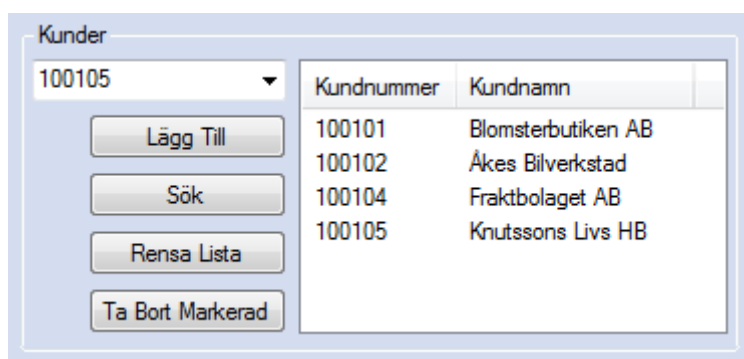 Kunder
100105
Lägg Till
Sök
Rensa Lista
Ta Bort Markerad
Kundnummer Kundnamn
100101 Blomsterbutiken AB
100102 Åkes Bilverkstad
100104 Fraktbolaget AB
100105 Knutssons Livs HB